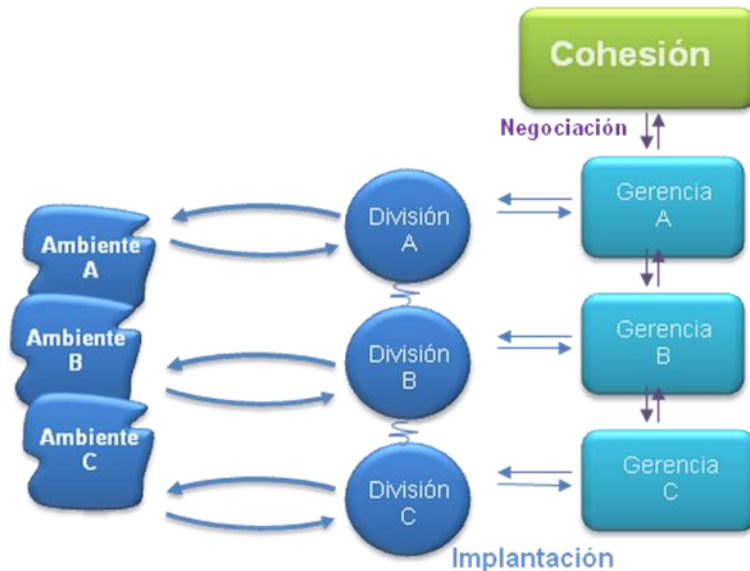 Cohesión
Negociación
Ambiente
A
División
A
Gerencia
A
Ambiente
B
División
B
Gerencia
B
Ambiente
C
División
C
Gerencia
C
Implantación